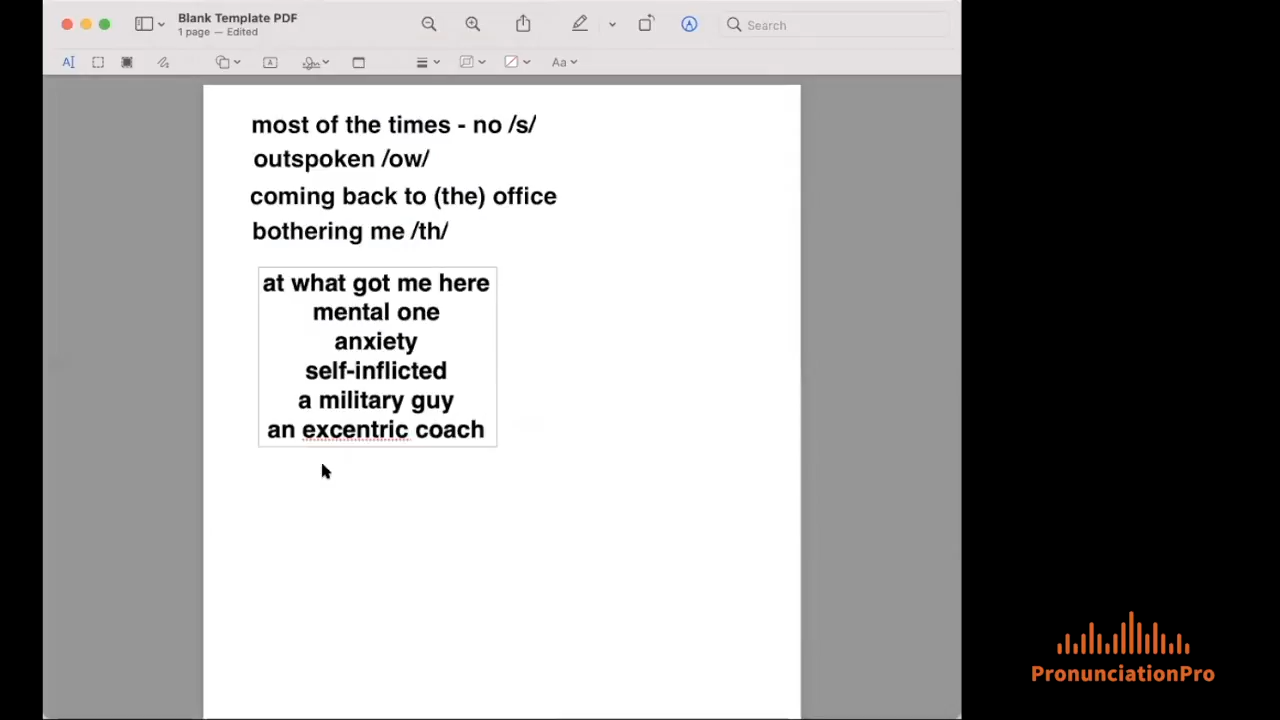 Blank Template PDF
1 page — Edited
Search
Aa
most of the times - no /s/
outspoken /ow/
coming back to (the) office
bothering me /th/
at what got me here
mental one
anxiety
self-inflicted
a military guy
an excentric coach
PronunciationPro